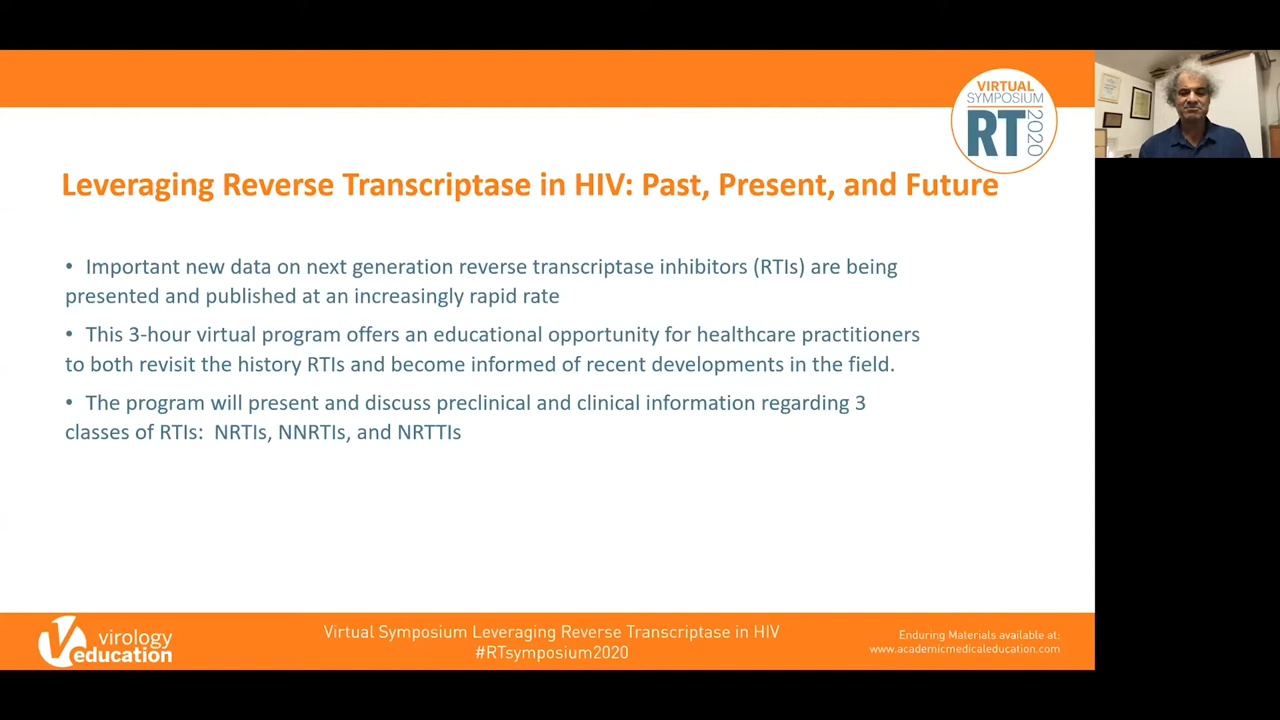 VIRTUAL
SYMPOSIUM
RT 2020
Leveraging Reverse Transcriptase in HIV: Past, Present, and Future
• Important new data on next generation reverse transcriptase inhibitors (RTIs) are being
presented and published at an increasingly rapid rate
• This 3-hour virtual program offers an educational opportunity for healthcare practitioners
to both revisit the history RTIs and become informed of recent developments in the field.
• The program will present and discuss preclinical and clinical information regarding 3
classes of RTIs: NRTIs, NNRTIs, and NRTTIs
virology
education
Virtual Symposium Leveraging Reverse Transcriptase in HIV
#RTsymposium2020
Enduring Materials available at:
www.academicmedicaleducation.com